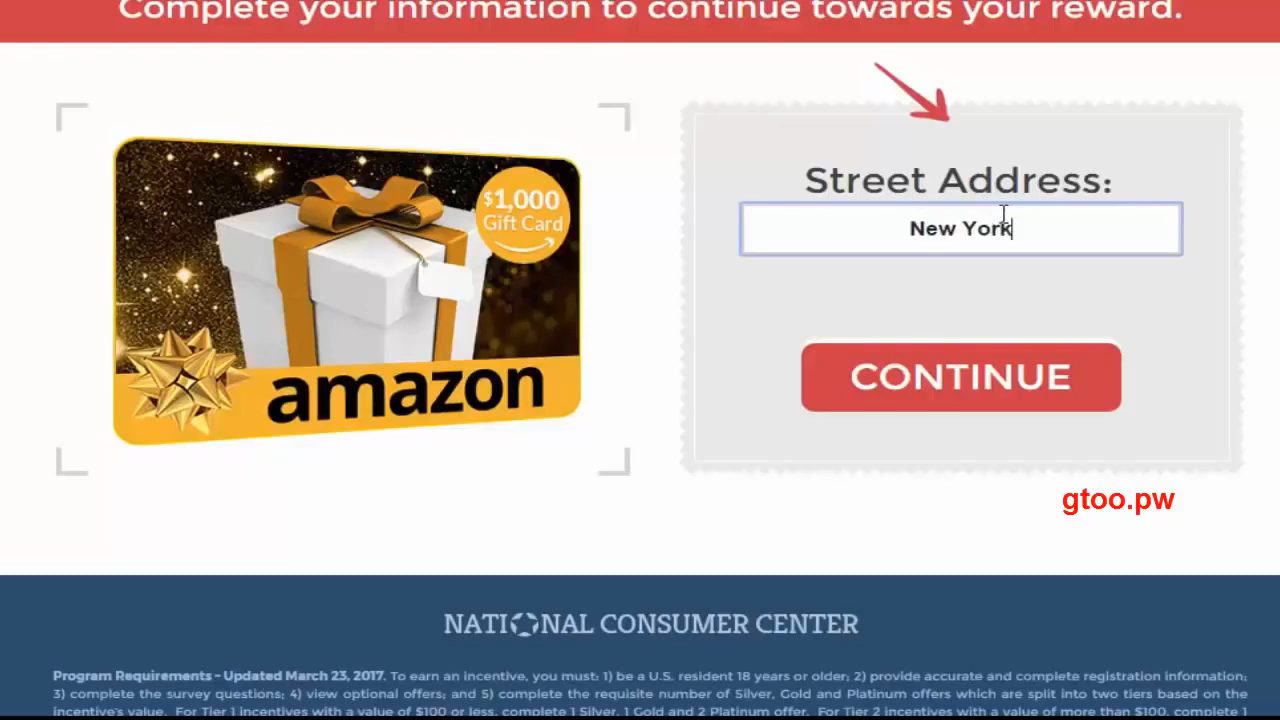 Complete your information to continue towards your reward.
$1,000
Gift Card
amazon
Street Address:
New York
CONTINUE
gtoo.pw
NATIONAL CONSUMER CENTER
Program Requirements - Updated March 23, 2017. To earn an incentive, you must: 1) be a U.S. resident 18 years or older; 2) provide accurate and complete registration information;
3) complete the survey questions; 4) view optional offers; and 5) complete the requisite number of Silver, Gold and Platinum offers which are split into two tiers based on the
incentive's value. For Tier 1 incentives with a value of $100 or less, complete 1 Silver, 1 Gold and 2 Platinum offer. For Tier 2 incentives with a value of more than $100, complete 1